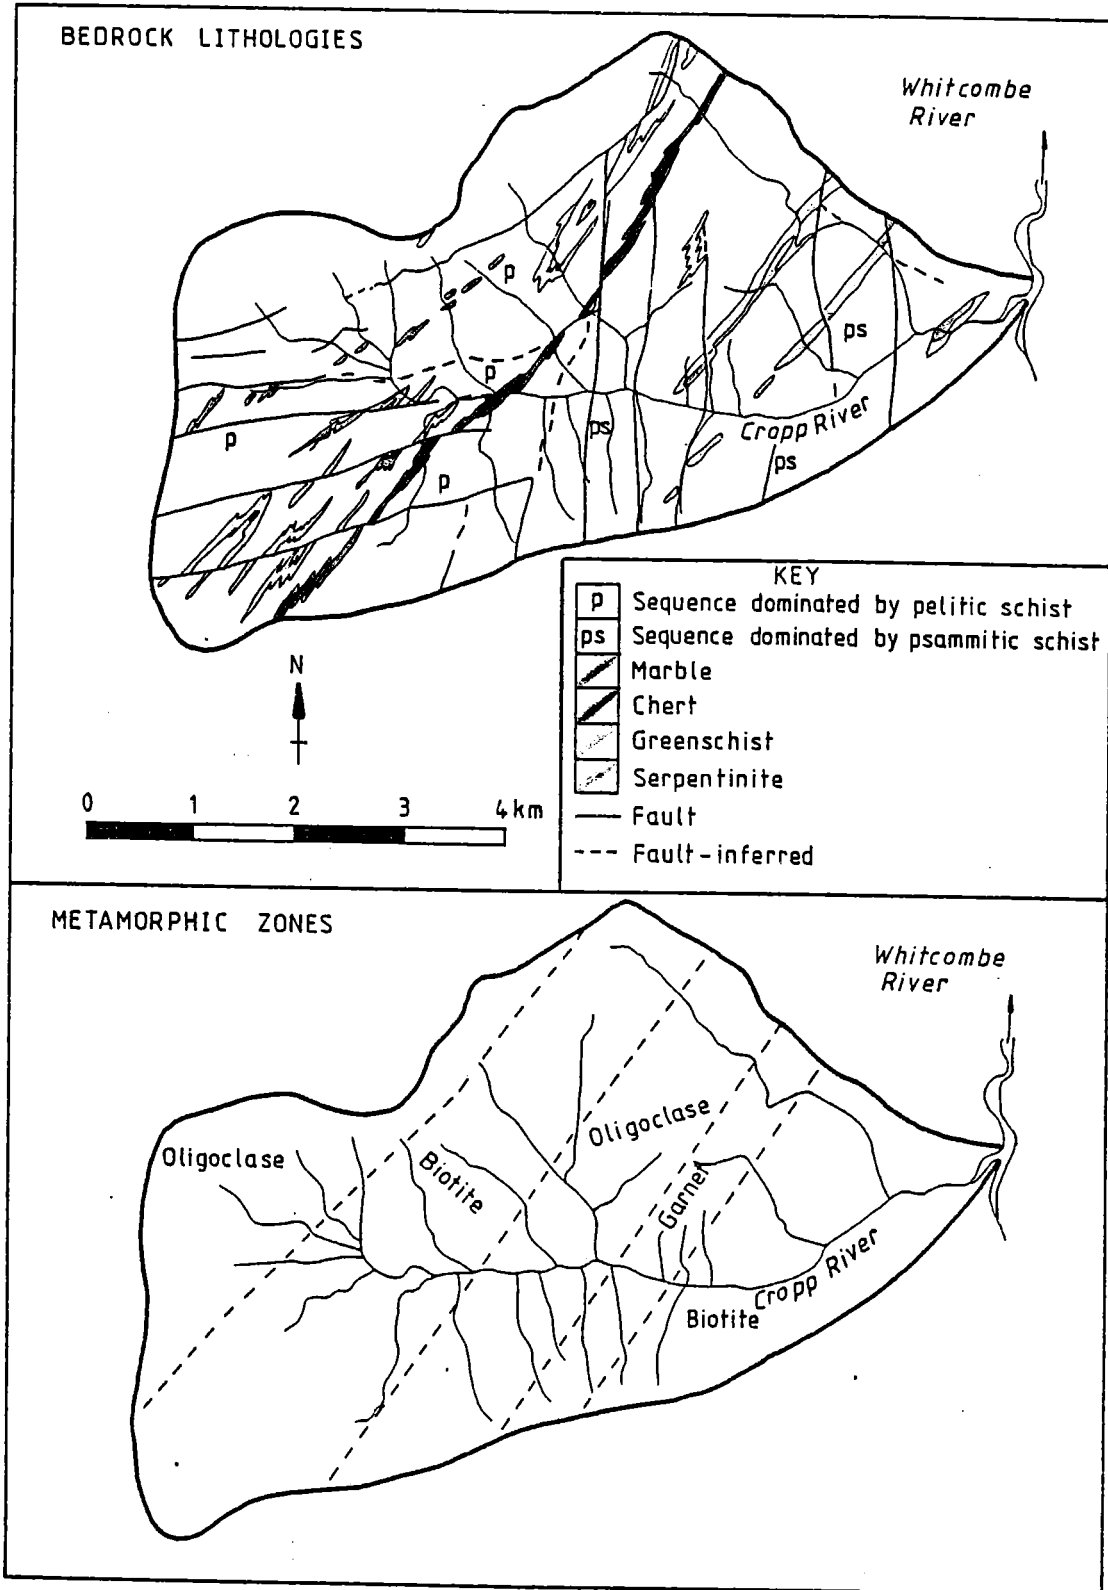 BEDROCK LITHOLOGIES
Whitcombe
River
p
p
p
p
ps
ps
ps
Cropp River
N
0 1 2 3 4 km
KEY
p Sequence dominated by pelitic schist
ps Sequence dominated by psammitic schist
Marble
Chert
Greenschist
Serpentinite
Fault
Fault-inferred
METAMORPHIC ZONES
Whitcombe
River
Oligoclase
Biotite
Oligoclase
Garnet
Cropp River
Biotite